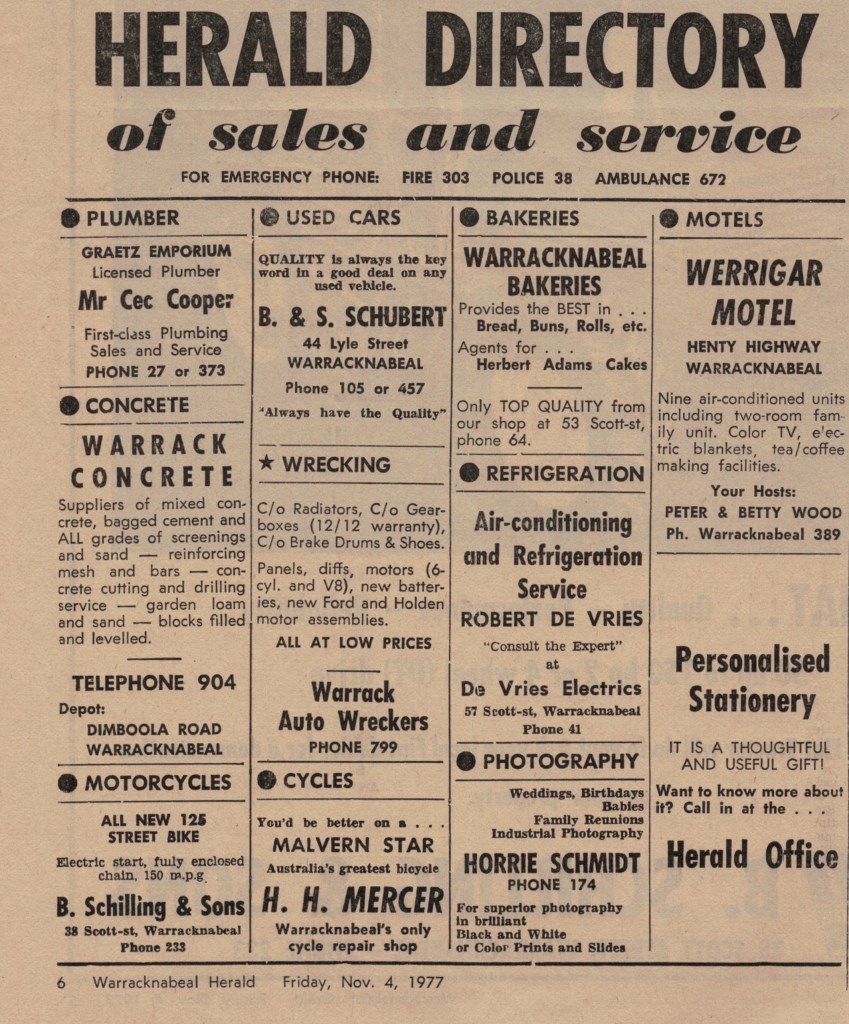 HERALD DIRECTORY
of sales and service
FOR EMERGENCY PHONE: FIRE 303 POLICE 38 AMBULANCE 672
PLUMBER
GRAETZ EMPORIUM
Licensed Plumber
Mr Cec Cooper
First-class Plumbing
Sales and Service
PHONE 27 or 373
CONCRETE
WARRACK
CONCRETE
Suppliers of mixed con-
crete, bagged cement and
ALL grades of screenings
and sand — reinforcing
mesh and bars — con-
crete cutting and drilling
service — garden loam
and sand — blocks filled
and levelled.
TELEPHONE 904
Depot:
DIMBOOLA ROAD
WARRACKNABEAL
MOTORCYCLES
ALL NEW 125
STREET BIKE
Electric start, fully enclosed
chain, 150 m.p.g.
B. Schilling & Sons
38 Scott-st, Warracknabeal
Phone 233
USED CARS
QUALITY is always the key
word in a good deal on any
used vehicle.
B. & S. SCHUBERT
44 Lyle Street
WARRACKNABEAL
Phone 105 or 457
"Always have the Quality"
★ WRECKING
C/o Radiators, C/o Gear-
boxes (12/12 warranty),
C/o Brake Drums & Shoes.
Panels, diffs, motors (6-
cyl. and V8), new batter-
ies, new Ford and Holden
motor assemblies.
ALL AT LOW PRICES
Warrack
Auto Wreckers
PHONE 799
CYCLES
You'd be better on a . . .
MALVERN STAR
Australia's greatest bicycle
H. H. MERCER
Warracknabeal's only
cycle repair shop
BAKERIES
WARRACKNABEAL
BAKERIES
Provides the BEST in . . .
Bread, Buns, Rolls, etc.
Agents for . . .
Herbert Adams Cakes
Only TOP QUALITY from
our shop at 53 Scott-st,
phone 64.
REFRIGERATION
Air-conditioning
and Refrigeration
Service
ROBERT DE VRIES
"Consult the Expert"
at
De Vries Electrics
57 Scott-st, Warracknabeal
Phone 41
PHOTOGRAPHY
Weddings, Birthdays
Babies
Family Reunions
Industrial Photography
HORRIE SCHMIDT
PHONE 174
For superior photography
in brilliant
Black and White
or Color Prints and Slides
MOTELS
WERRIGAR
MOTEL
HENTY HIGHWAY
WARRACKNABEAL
Nine air-conditioned units
including two-room fam-
ily unit. Color TV, e'ec-
tric blankets, tea/coffee
making facilities.
Your Hosts:
PETER & BETTY WOOD
Ph. Warracknabeal 389
Personalised
Stationery
IT IS A THOUGHTFUL
AND USEFUL GIFT!
Want to know more about
it? Call in at the . . .
Herald Office
6 Warracknabeal Herald Friday, Nov. 4, 1977